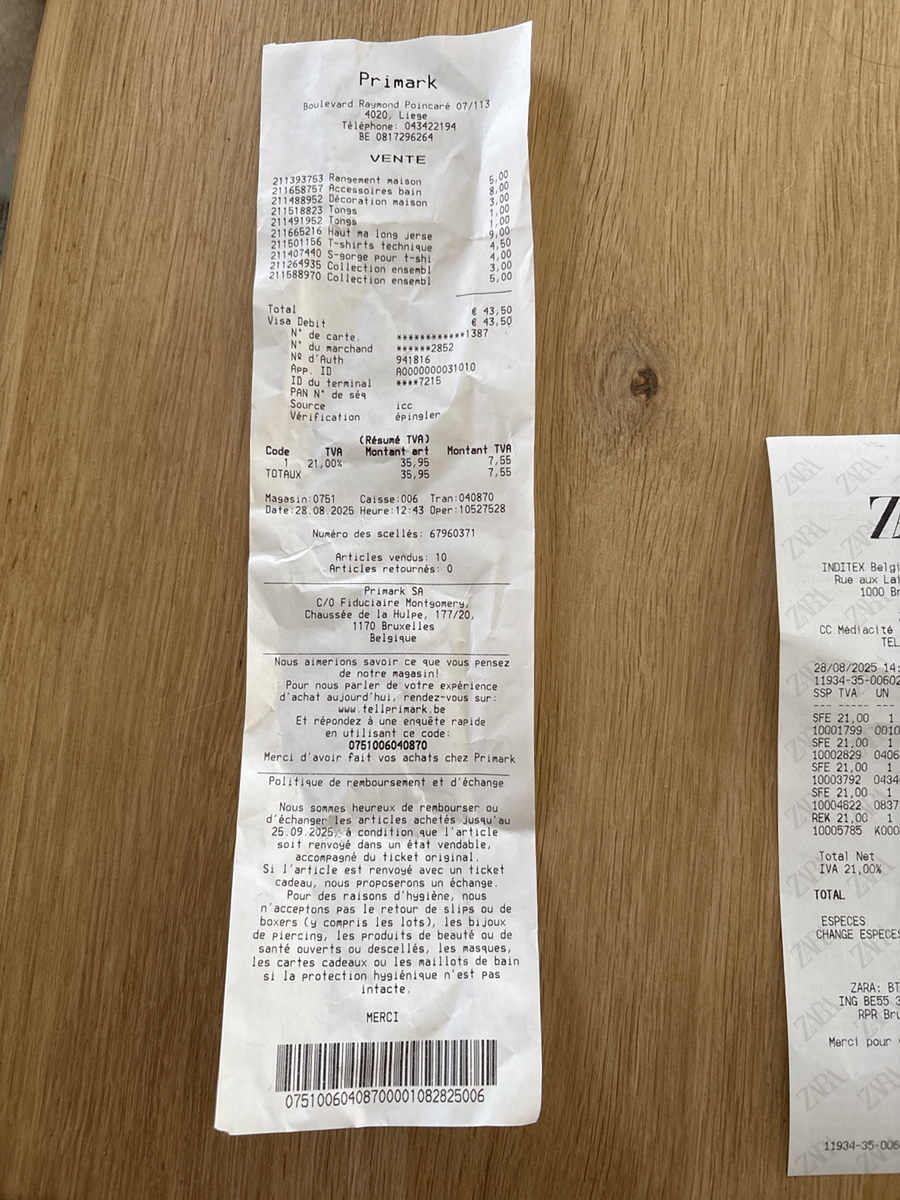 Primark
Boulevard Raymond Poincaré 07/113
4020, Liege
Téléphone: 043422194
BE 0817296264
VENTE
211393763 Rangement maison 5,00
211658757 Accessoires bain 8,00
211488952 Décoration maison 3,00
211518823 Tongs 1,00
211491952 Tongs 1,00
211665216 Haut ma long jerse 9,00
211501156 T-shirts technique 4,50
211407440 S-gorge pour t-shi 4,00
211264935 Collection ensembl 3,00
211588970 Collection ensembl 5,00
Total € 43,50
Visa Debit € 43,50
N° de carte. ************1387
N° du marchand ******2852
Nº d'Auth 941816
App. ID A0000000031010
ID du terminal ****7215
PAN N° de séq
Source icc
Vérification épingler
(Résumé TVA)
Code TVA Montant art Montant TVA
1 21,00% 35,95 7,55
TOTAUX 35,95 7,55
Magasin:0751 Caisse:006 Tran:040870
Date:28.08.2025 Heure:12:43 Oper:10527528
Numéro des scellés: 67960371
Articles vendus: 10
Articles retournés: 0
Primark SA
C/O Fiduciaire Montgomery,
Chaussée de la Hulpe, 177/20,
1170 Bruxelles
Belgique
Nous aimerions savoir ce que vous pensez
de notre magasin!
Pour nous parler de votre expérience
d'achat aujourd'hui, rendez-vous sur:
www.tellprimark.be
Et répondez à une enquête rapide
en utilisant ce code:
0751006040870
Merci d'avoir fait vos achats chez Primark
Politique de remboursement et d'échange
Nous sommes heureux de rembourser ou
d'échanger les articles achetés jusqu'au
25.09.2025, à condition que l'article
soit renvoyé dans un état vendable,
accompagné du ticket original.
Si l'article est renvoyé avec un ticket
cadeau, nous proposerons un échange.
Pour des raisons d'hygiène, nous
n'acceptons pas le retour de slips ou de
boxers (y compris les lots), les bijoux
de piercing, les produits de beauté ou de
santé ouverts ou descellés, les masques,
les cartes cadeaux ou les maillots de bain
si la protection hygiénique n'est pas
intacte.
MERCI
07510060408700001082825006
INDITEX Belgi
Rue aux Lai
1000 Br
CC Médiacité
TEL
28/08/2025 14:
11934-35-00602
SSP TVA UN
SFE 21,00 1
10001799 0010
SFE 21,00 1
10002829 0406
SFE 21,00 1
10003792 0434
SFE 21,00 1
10004822 0837
REK 21,00 1
10005785 K000
Total Net
IVA 21,00%
TOTAL
ESPECES
CHANGE ESPECES
ZARA: BT
ING BE55 3
RPR Bru
Merci pour
11934-35-006